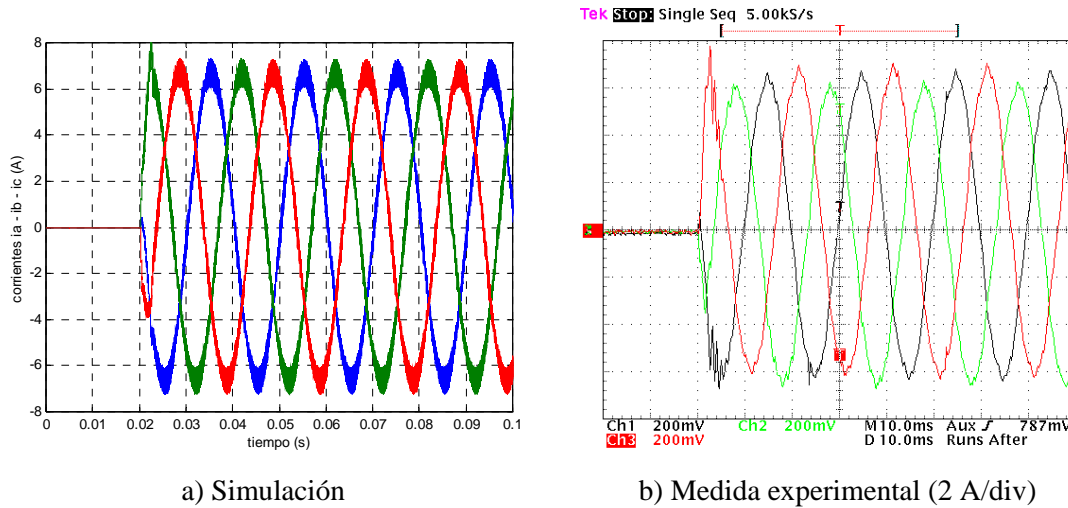 Tek Stop: Single Seq 5.00kS/s
T
8
6
4
2
0
-2
-4
-6
-8
corrientes ia - ib - ic (A)
0 0.01 0.02 0.03 0.04 0.05 0.06 0.07 0.08 0.09 0.1
tiempo (s)
Ch1 200mV Ch2 200mV M 10.0ms Aux 787mV
Ch3 200mV D 10.0ms Runs After
a) Simulación
b) Medida experimental (2 A/div)